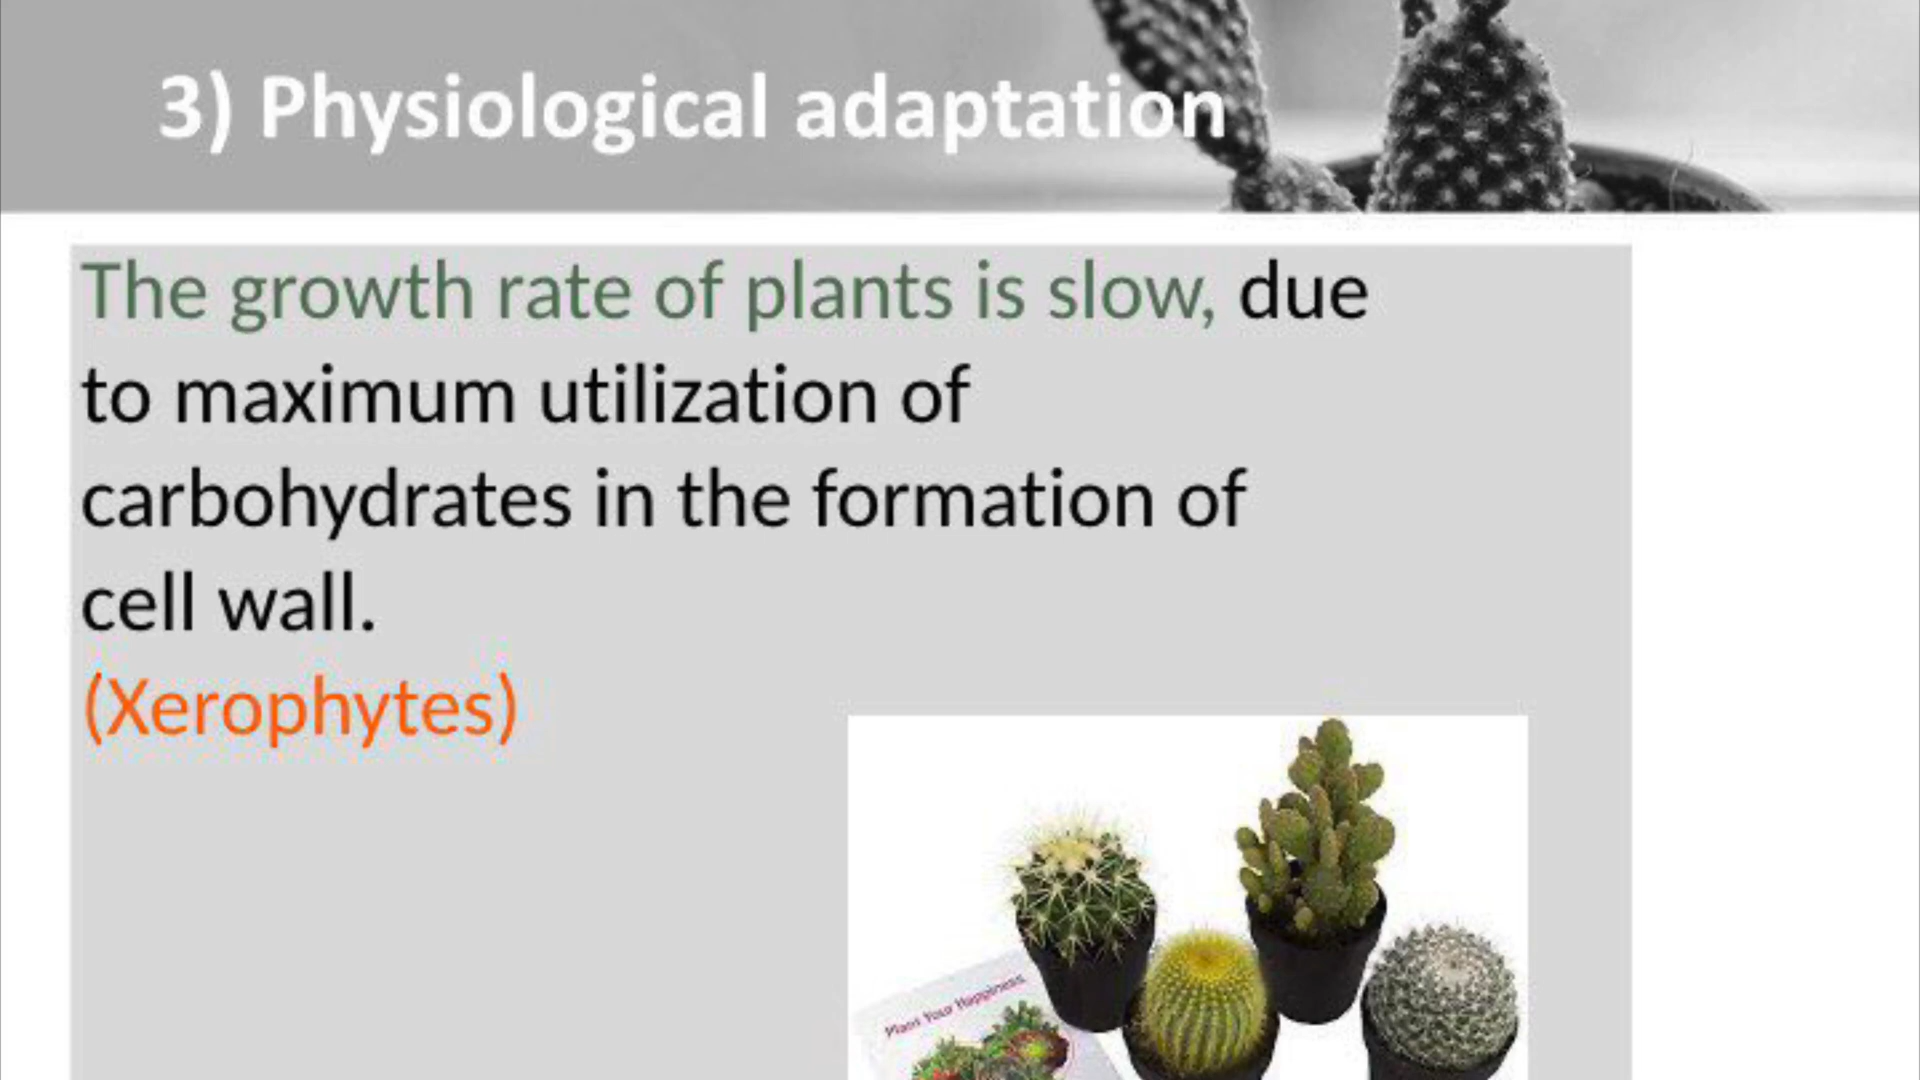 3) Physiological adaptation
The growth rate of plants is slow, due
to maximum utilization of
carbohydrates in the formation of
cell wall.
(Xerophytes)
Plant Your Happiness